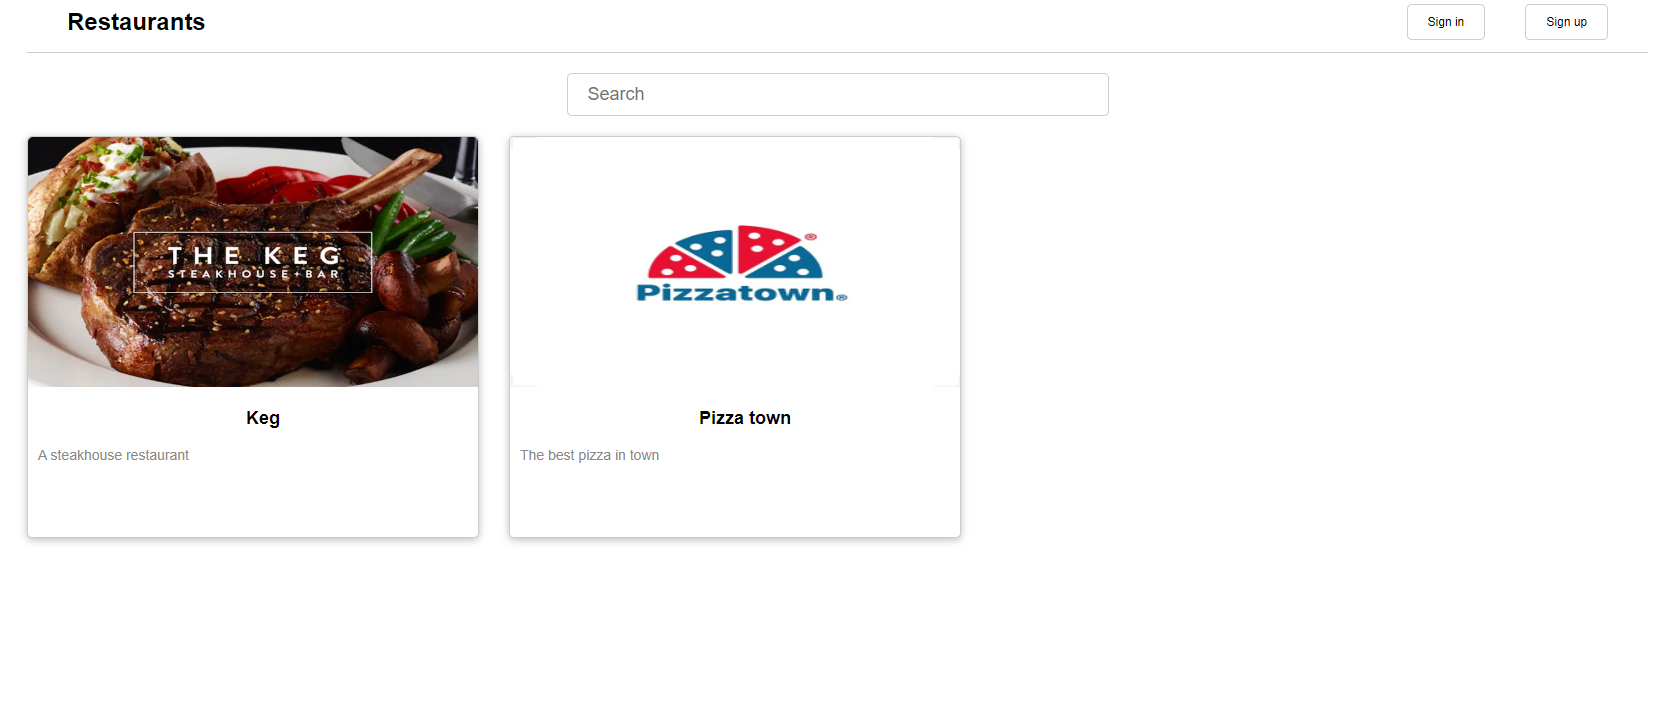 Restaurants
Sign in
Sign up
Search
THE KEG
STEAKHOUSE+BAR
Pizzatown®
Keg
Pizza town
A steakhouse restaurant
The best pizza in town